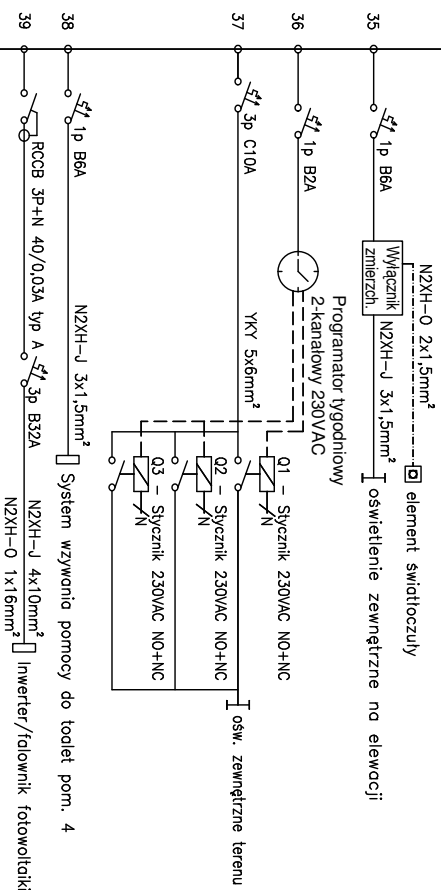 35
1p B6A
Wyłącznik
zmierzch.
N2XH-O 2x1,5mm²
element światłoczuły
N2XH-J 3x1,5mm²
oświetlenie zewnętrzne na elewacji
36
1p B2A
Programator tygodniowy
2-kanałowy 230VAC
37
3p C10A
YKY 5x6mm²
Q1 - Stycznik 230VAC NO+NC
N
Q2 - Stycznik 230VAC NO+NC
N
Q3 - Stycznik 230VAC NO+NC
N
ośw. zewnętrzne terenu
38
1p B6A
N2XH-J 3x1,5mm²
System wzywania pomocy do toalet pom. 4
39
RCCB 3P+N 40/0,03A typ A
3p B32A
N2XH-J 4x10mm²
N2XH-O 1x16mm²
Inwerter/falownik fotowoltaiki